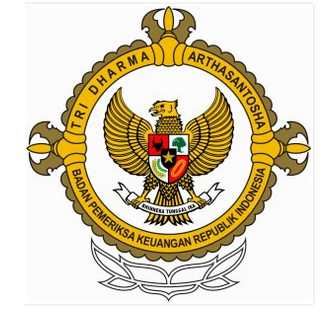 TRI DHARMA ARTHASANTOSHA
BHINNEKA TUNGGAL IKA
BADAN PEMERIKSA KEUANGAN REPUBLIK INDONESIA